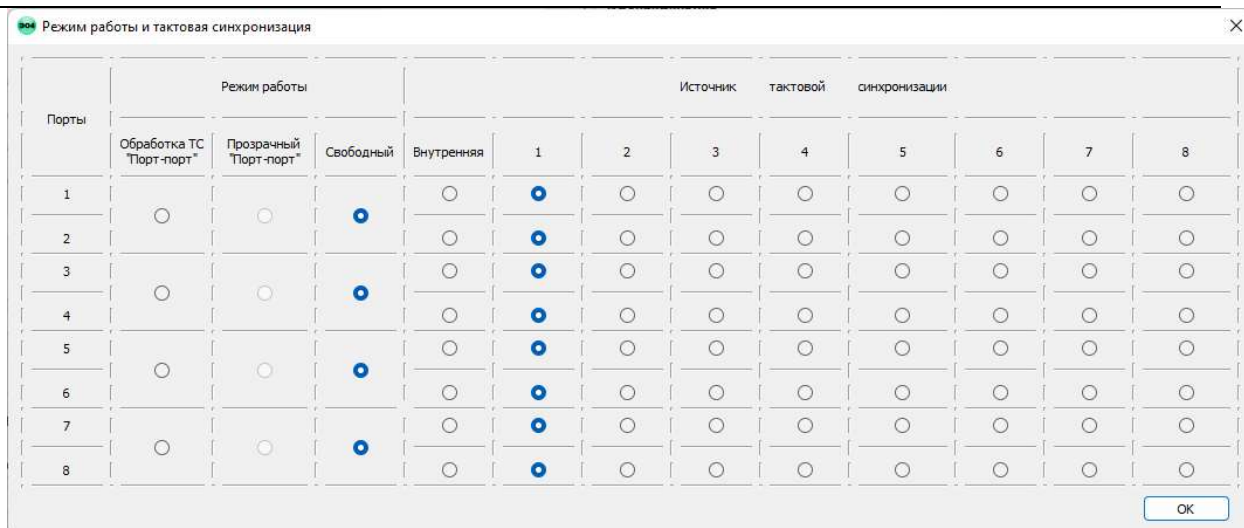 Режим работы и тактовая синхронизация
Порты
Режим работы
Источник тактовой синхронизации
Обработка ТС "Порт-порт"
Прозрачный "Порт-порт"
Свободный
Внутренняя 1 2 3 4 5 6 7 8
1
2
3
4
5
6
7
8
OK